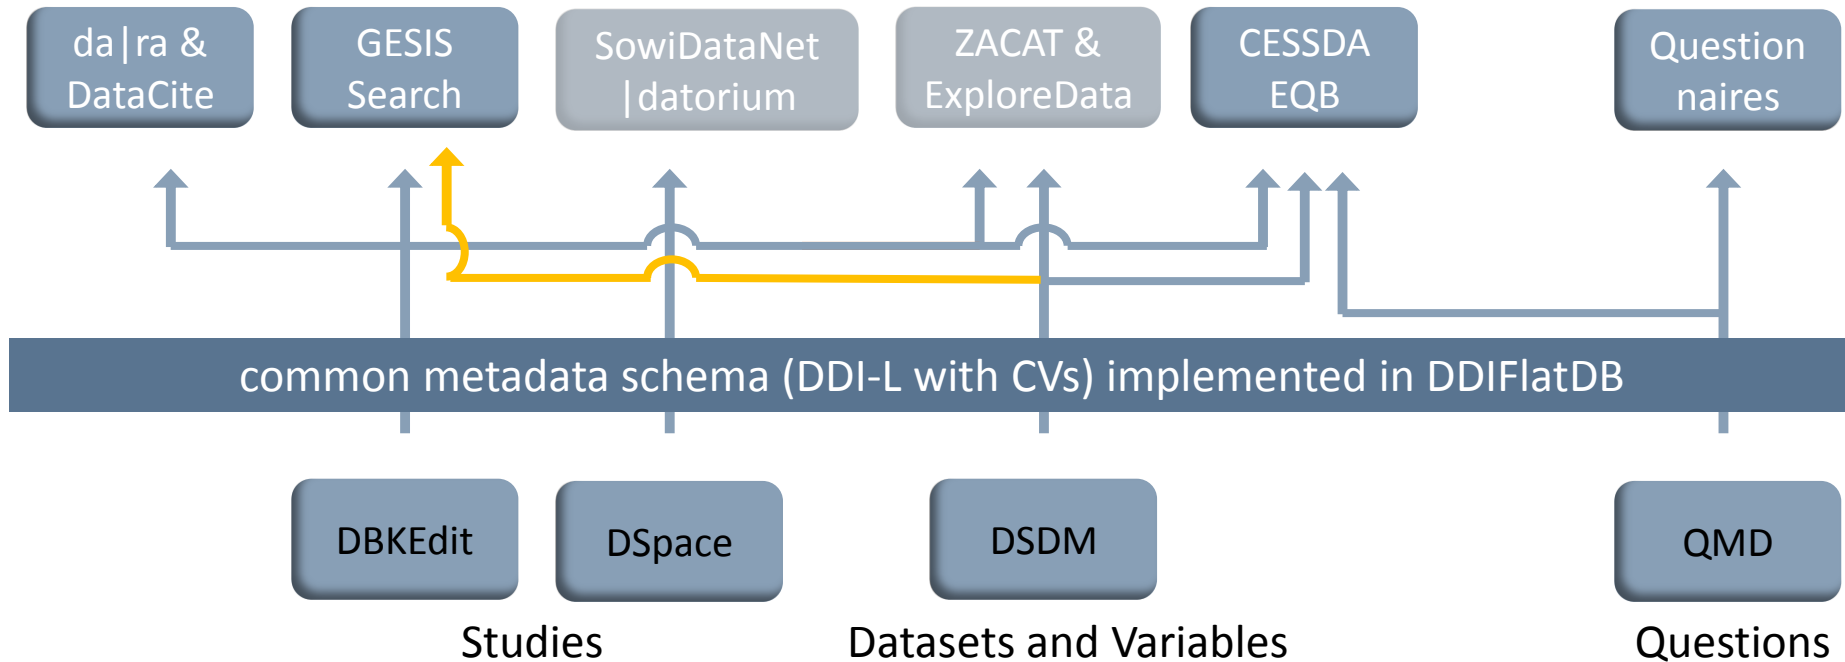 da|ra &
DataCite
GESIS
Search
SowiDataNet
|datorium
ZACAT &
ExploreData
CESSDA
EQB
Question
naires
common metadata schema (DDI-L with CVs) implemented in DDIFlatDB
DBKEdit
DSpace
DSDM
QMD
Studies
Datasets and Variables
Questions